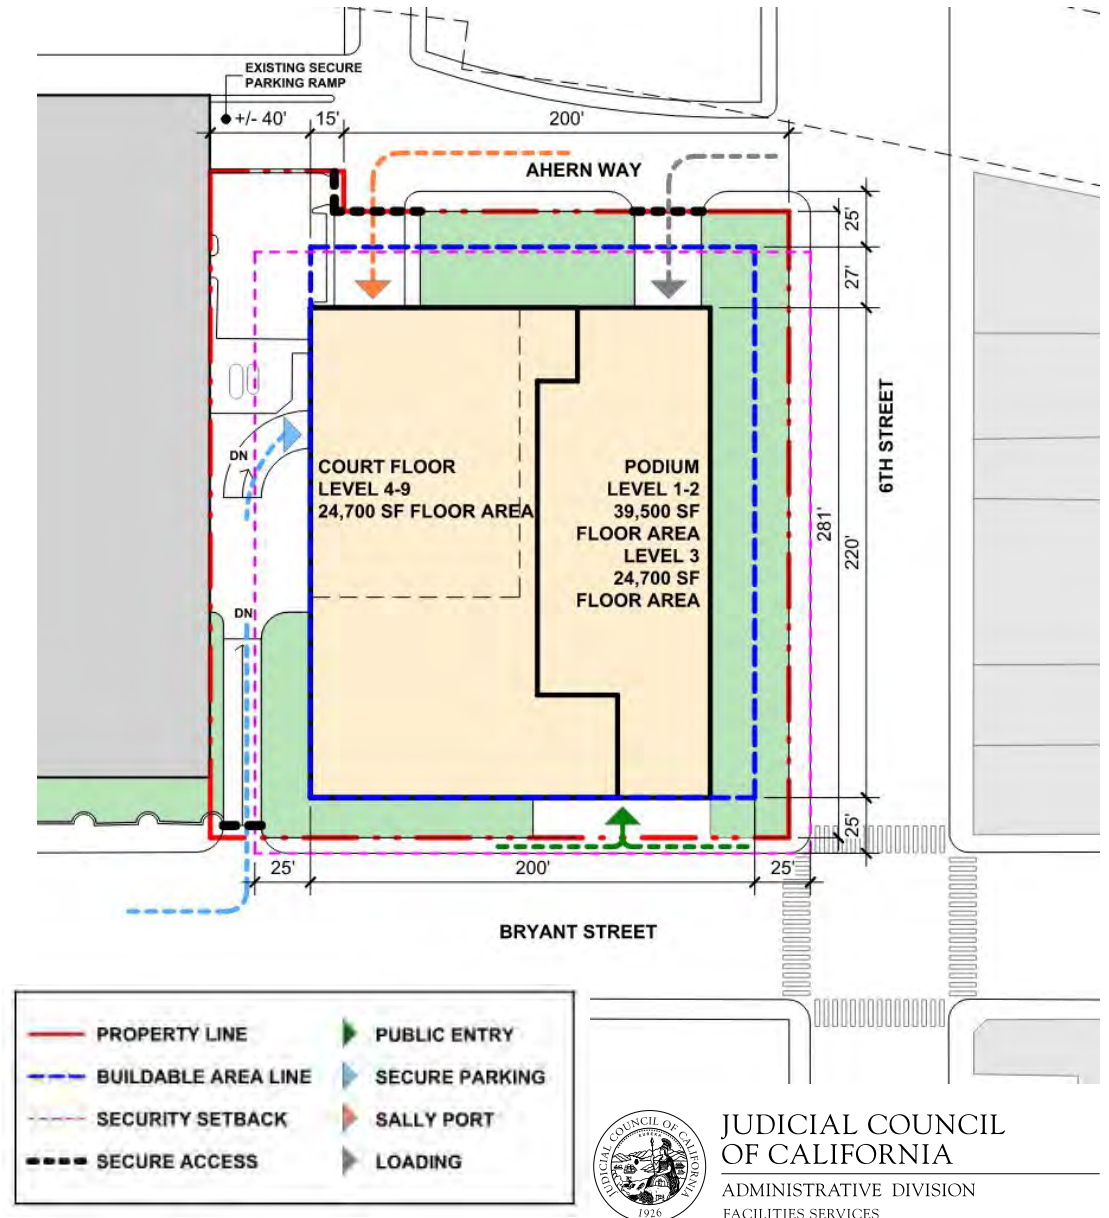 EXISTING SECURE
PARKING RAMP
+/- 40'
15'
200'
AHERN WAY
25'
27'
6TH STREET
DN
COURT FLOOR
LEVEL 4-9
24,700 SF FLOOR AREA
PODIUM
LEVEL 1-2
39,500 SF
FLOOR AREA
LEVEL 3
24,700 SF
FLOOR AREA
281'
220'
DN
25'
25'
200'
25'
BRYANT STREET
PROPERTY LINE
BUILDABLE AREA LINE
SECURITY SETBACK
SECURE ACCESS
PUBLIC ENTRY
SECURE PARKING
SALLY PORT
LOADING
JUDICIAL COUNCIL OF CALIFORNIA
EUREKA
1926
JUDICIAL COUNCIL
OF CALIFORNIA
ADMINISTRATIVE DIVISION
FACILITIES SERVICES